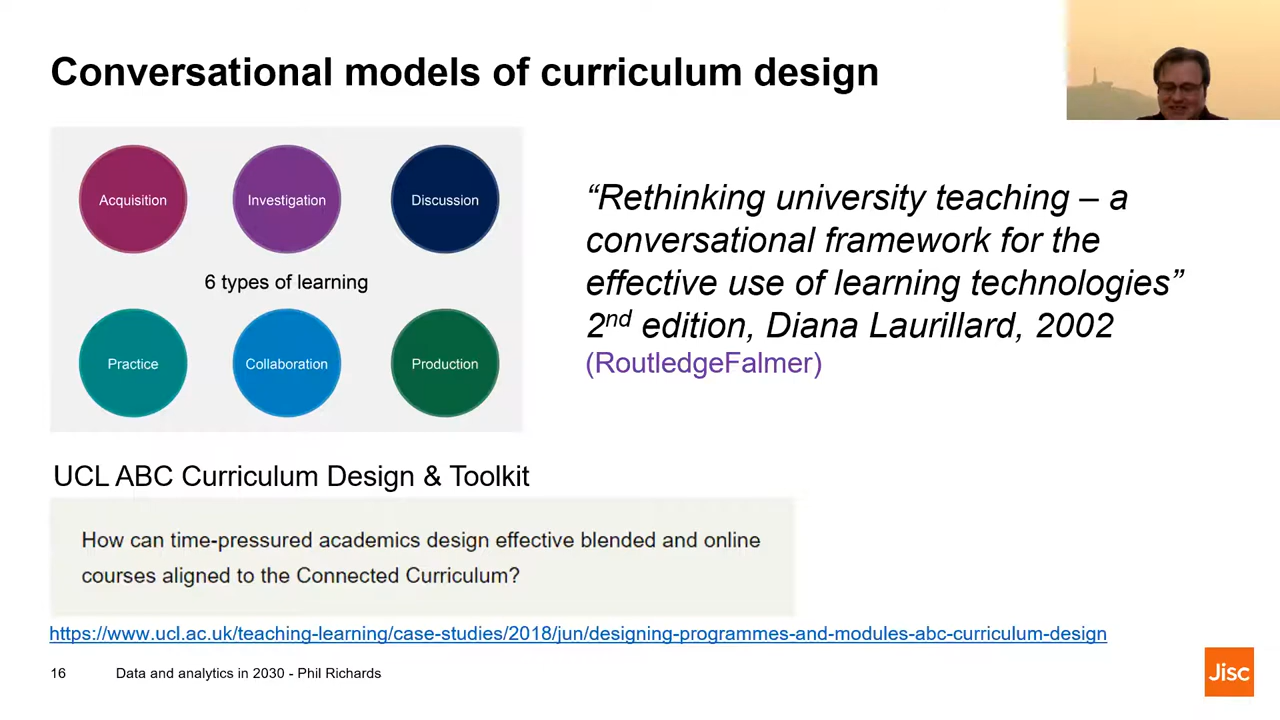 Conversational models of curriculum design
Acquisition
Investigation
Discussion
6 types of learning
Practice
Collaboration
Production
“Rethinking university teaching – a
conversational framework for the
effective use of learning technologies”
2nd edition, Diana Laurillard, 2002
(RoutledgeFalmer)
UCL ABC Curriculum Design & Toolkit
How can time-pressured academics design effective blended and online
courses aligned to the Connected Curriculum?
https://www.ucl.ac.uk/teaching-learning/case-studies/2018/jun/designing-programmes-and-modules-abc-curriculum-design
16 Data and analytics in 2030 - Phil Richards
Jisc